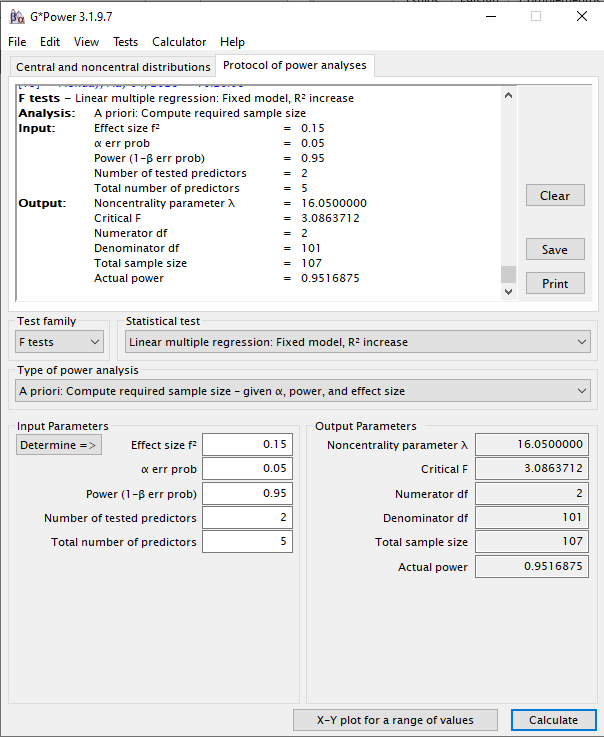 G*Power 3.1.9.7
File Edit View Tests Calculator Help
Central and noncentral distributions Protocol of power analyses
F tests – Linear multiple regression: Fixed model, R² increase
Analysis: A priori: Compute required sample size
Input: Effect size f² = 0.15
α err prob = 0.05
Power (1-β err prob) = 0.95
Number of tested predictors = 2
Total number of predictors = 5
Output: Noncentrality parameter λ = 16.0500000
Critical F = 3.0863712
Numerator df = 2
Denominator df = 101
Total sample size = 107
Actual power = 0.9516875
Clear
Save
Print
Test family Statistical test
F tests Linear multiple regression: Fixed model, R² increase
Type of power analysis
A priori: Compute required sample size – given α, power, and effect size
Input Parameters Output Parameters
Determine => Effect size f² 0.15 Noncentrality parameter λ 16.0500000
α err prob 0.05 Critical F 3.0863712
Power (1-β err prob) 0.95 Numerator df 2
Number of tested predictors 2 Denominator df 101
Total number of predictors 5 Total sample size 107
Actual power 0.9516875
X-Y plot for a range of values Calculate